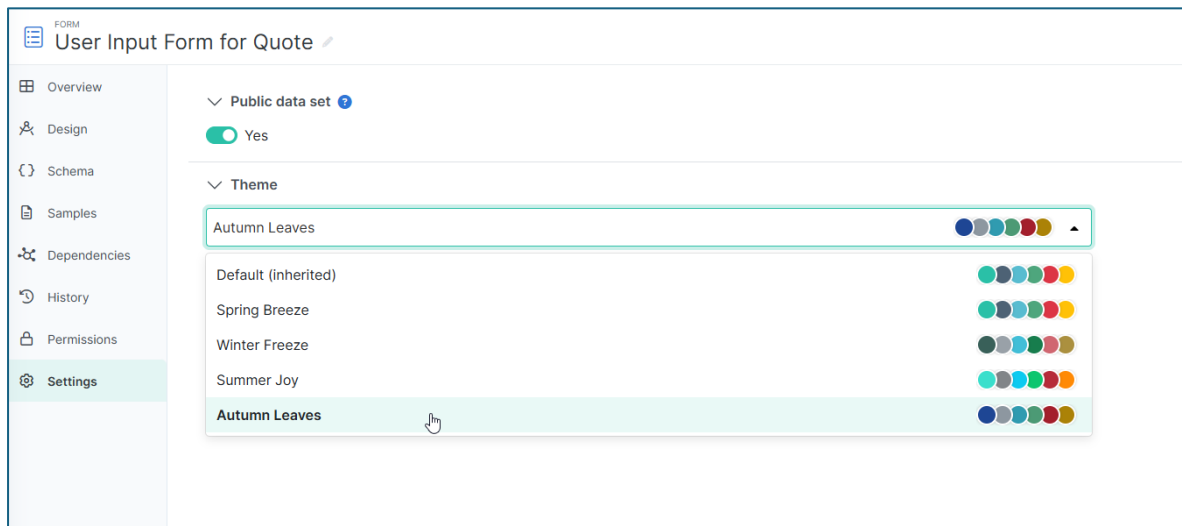 FORM
User Input Form for Quote
Overview
Design
Schema
Samples
Dependencies
History
Permissions
Settings
Public data set ?
Yes
Theme
Autumn Leaves
Default (inherited)
Spring Breeze
Winter Freeze
Summer Joy
Autumn Leaves